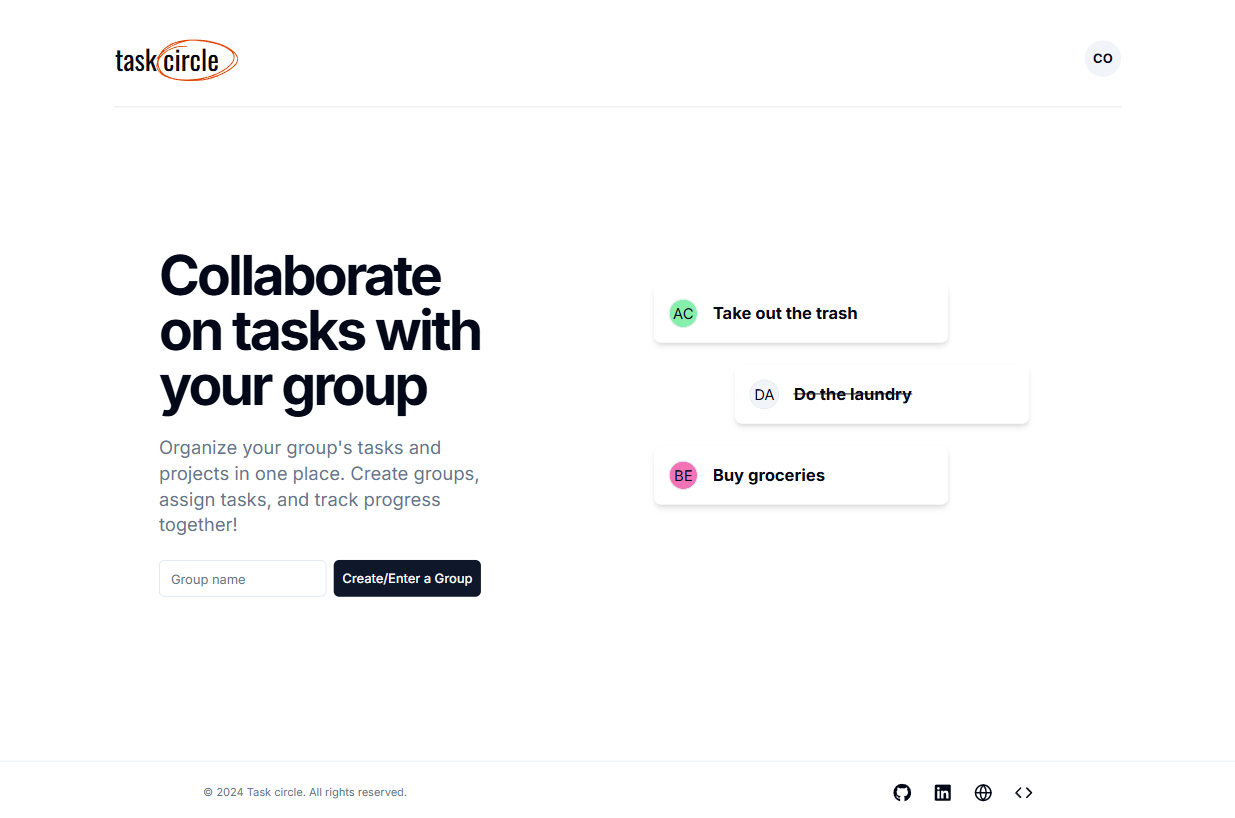 task circle
CO
Collaborate
on tasks with
your group
Organize your group's tasks and
projects in one place. Create groups,
assign tasks, and track progress
together!
Group name
Create/Enter a Group
AC
Take out the trash
DA
Do the laundry
BE
Buy groceries
© 2024 Task circle. All rights reserved.
in